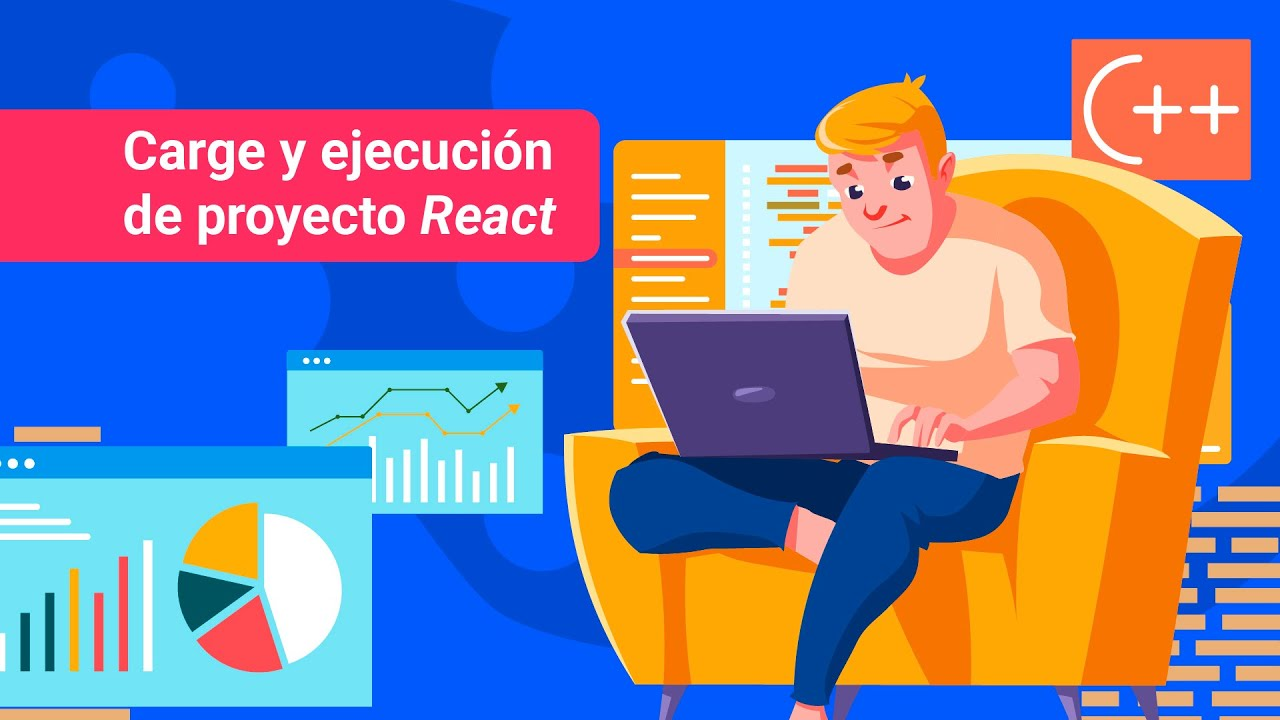 Carge y ejecución
de proyecto React
C++